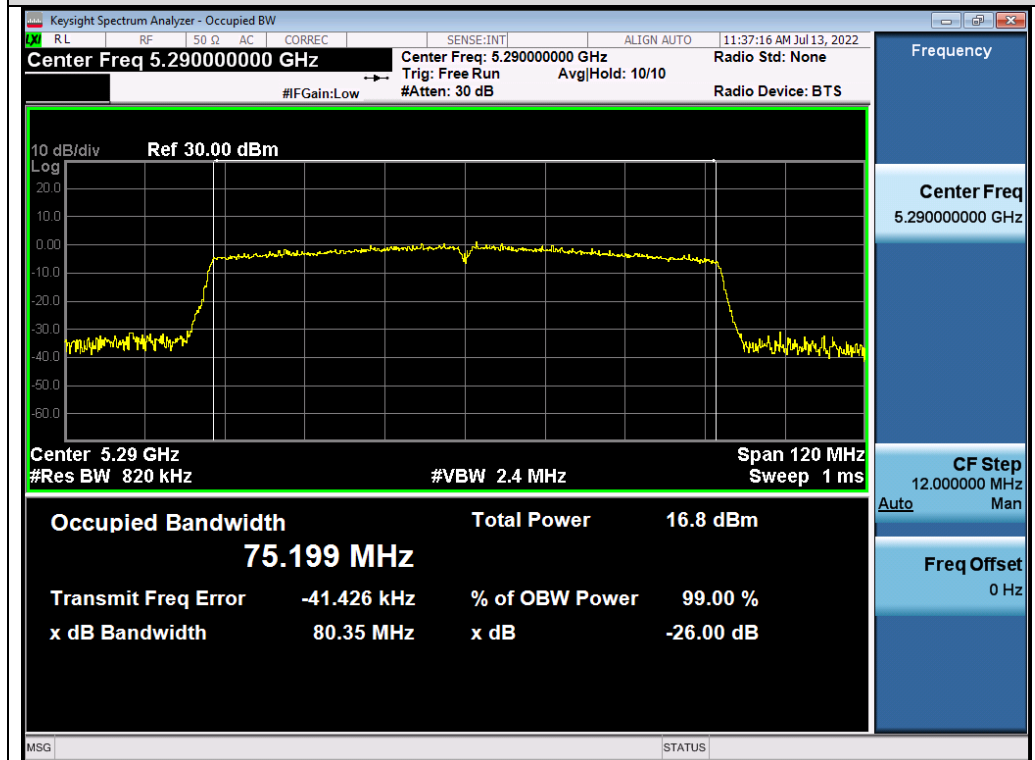 Keysight Spectrum Analyzer - Occupied BW
LXI RL RF 50 Ω AC CORREC SENSE:INT ALIGN AUTO 11:37:16 AM Jul 13, 2022
Center Freq 5.290000000 GHz Center Freq: 5.290000000 GHz Radio Std: None
Trig: Free Run Avg|Hold: 10/10
#IFGain:Low #Atten: 30 dB Radio Device: BTS
10 dB/div Ref 30.00 dBm
Log
20.0
10.0
0.00
-10.0
-20.0
-30.0
-40.0
-50.0
-60.0
Center 5.29 GHz Span 120 MHz
#Res BW 820 kHz #VBW 2.4 MHz Sweep 1 ms
Occupied Bandwidth Total Power 16.8 dBm
75.199 MHz
Transmit Freq Error -41.426 kHz % of OBW Power 99.00 %
x dB Bandwidth 80.35 MHz x dB -26.00 dB
Frequency
Center Freq
5.290000000 GHz
CF Step
12.000000 MHz
Auto Man
Freq Offset
0 Hz
MSG STATUS